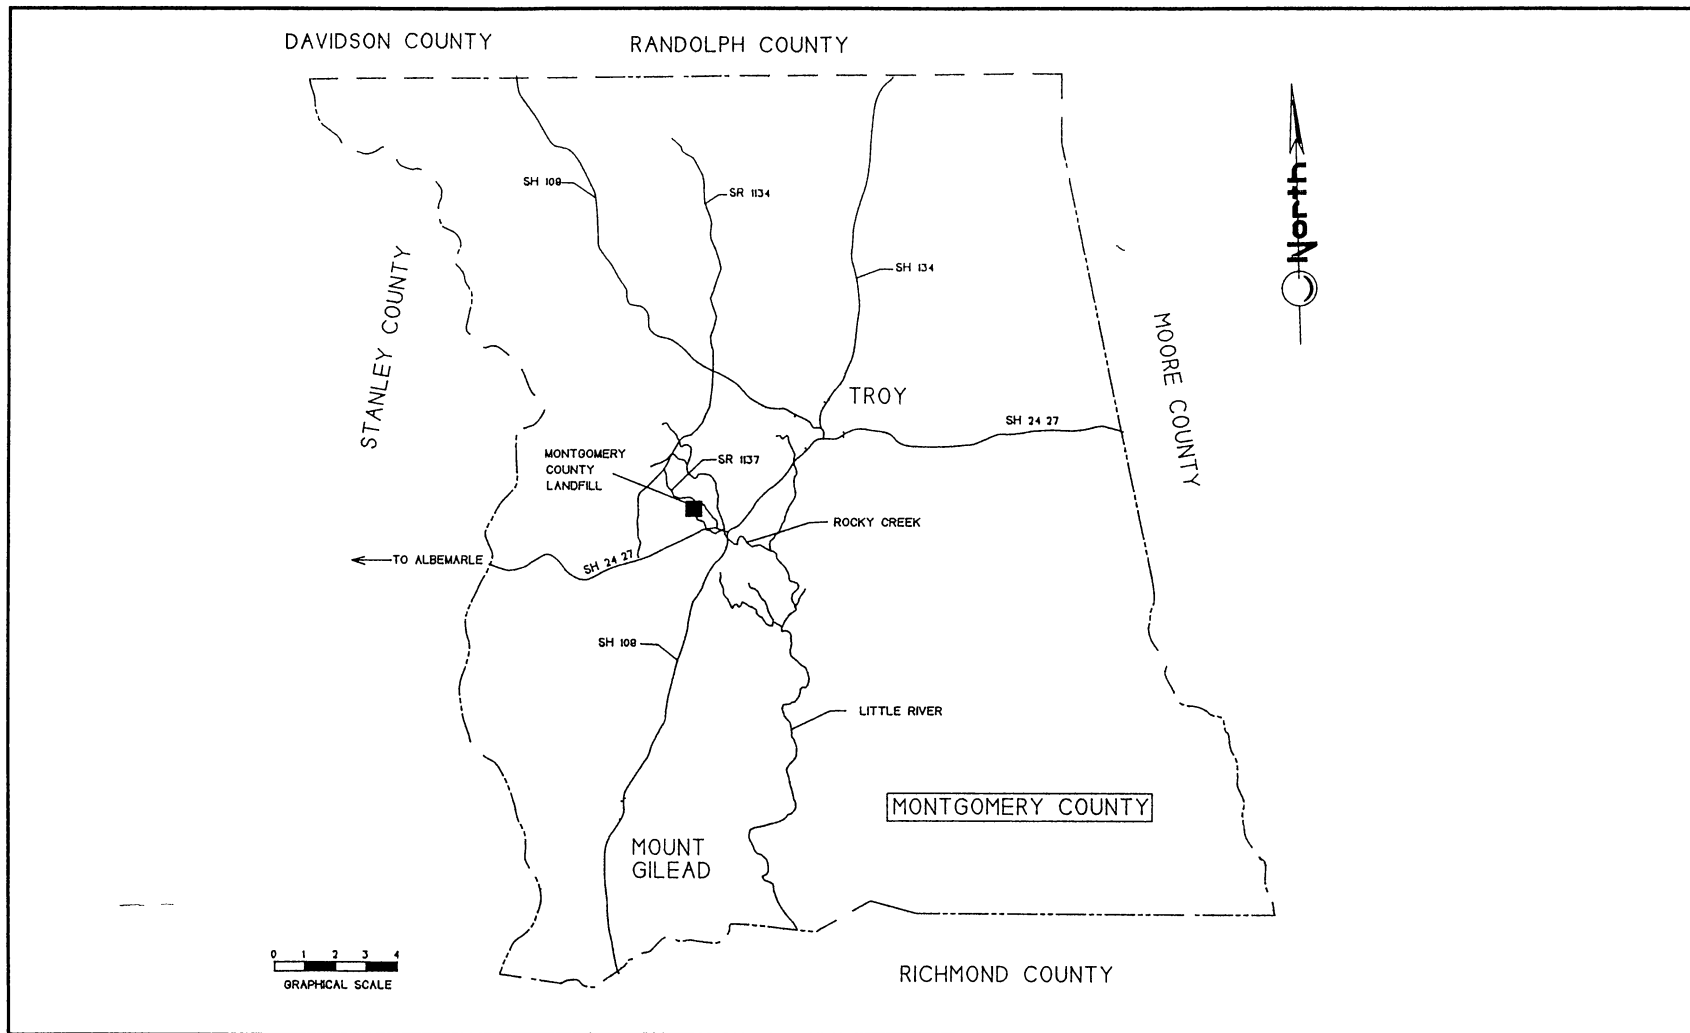 DAVIDSON COUNTY
RANDOLPH COUNTY
SH 109
SR 1134
SH 134
North
STANLEY COUNTY
MOORE COUNTY
TROY
SH 24 27
MONTGOMERY
COUNTY
LANDFILL
SR 1137
ROCKY CREEK
TO ALBEMARLE
SH 24 27
SH 109
LITTLE RIVER
MONTGOMERY COUNTY
MOUNT
GILEAD
0 1 2 3 4
GRAPHICAL SCALE
RICHMOND COUNTY